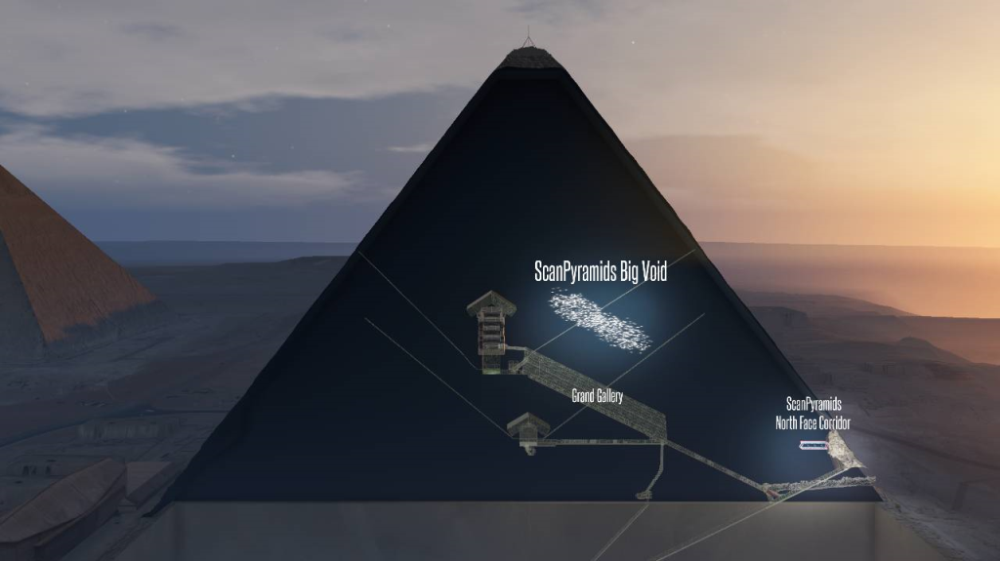 ScanPyramids Big Void
Grand Gallery
ScanPyramids
North Face Corridor